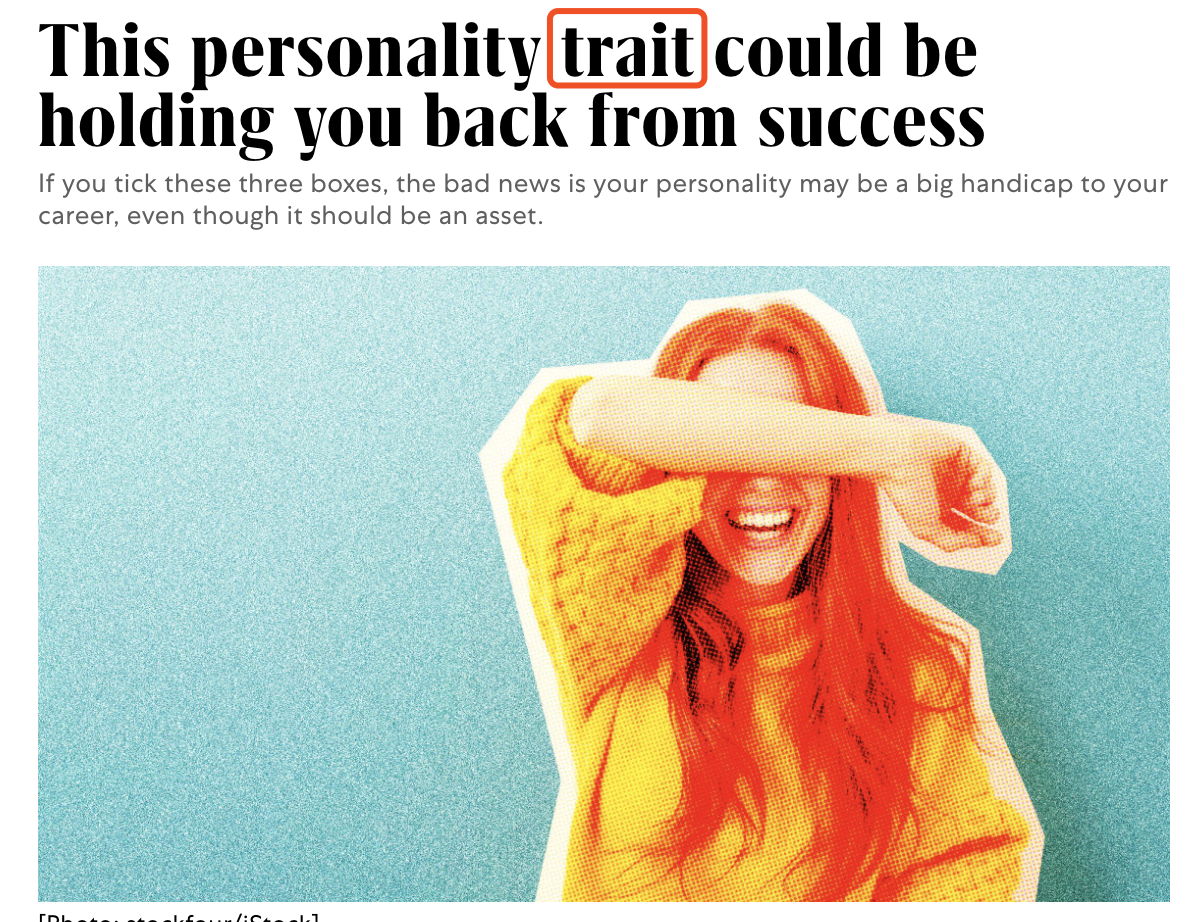 This personality trait could be
holding you back from success
If you tick these three boxes, the bad news is your personality may be a big handicap to your
career, even though it should be an asset.
[Photo: stockfour/iStock]